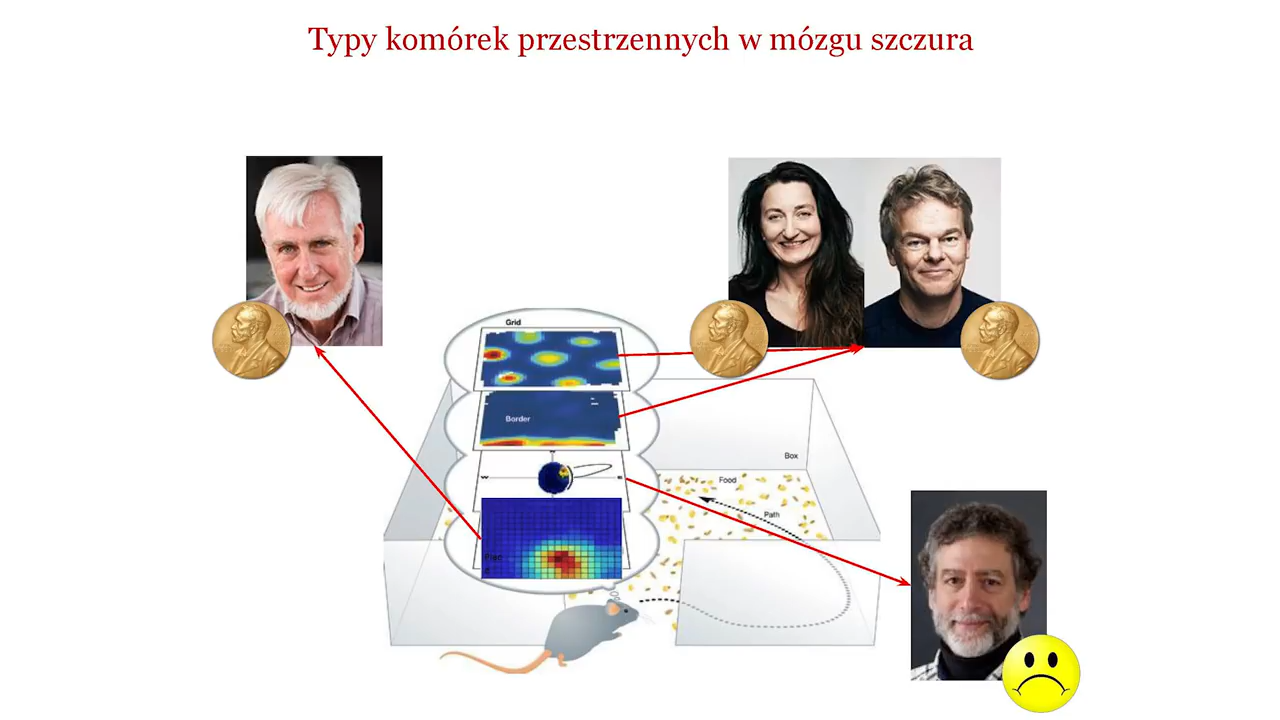 Typy komórek przestrzennych w mózgu szczura
Grid
Border
Box
Food
Path